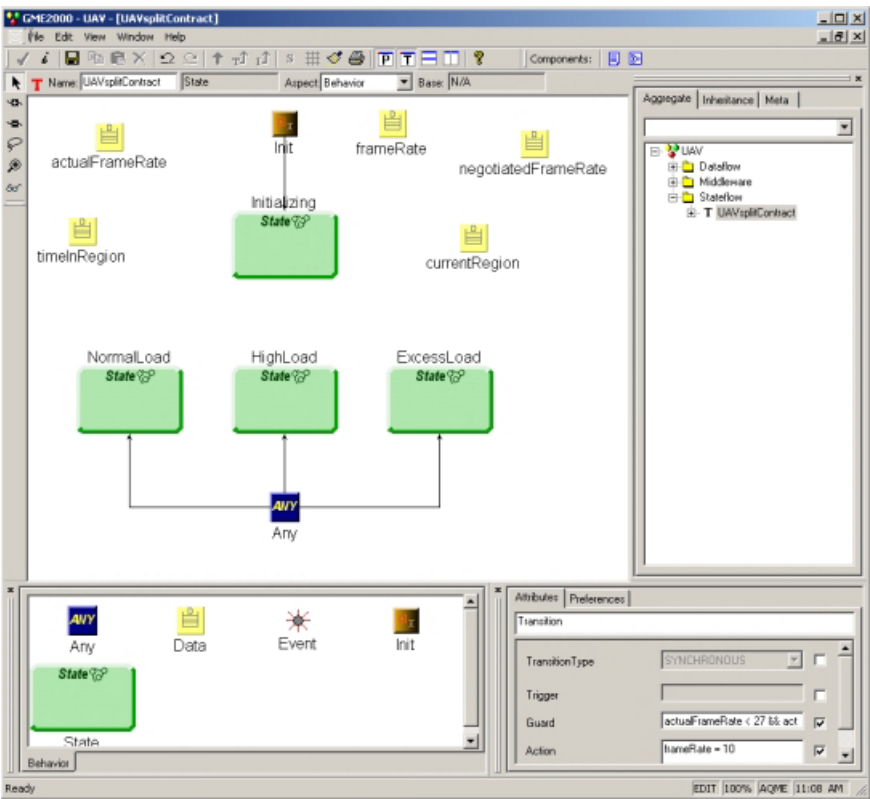 GME2000 - UAV - [UAVsplitContract]
File Edit View Window Help
Components:
Name: UAVsplitContract State Aspect: Behavior Base: N/A
actualFrameRate
Init
frameRate
negotiatedFrameRate
Initializing
State
timeInRegion
currentRegion
NormalLoad HighLoad ExcessLoad
State State State
ANY
Any
Aggregate Inheritance Meta
UAV
Dataflow
Middleware
Stateflow
T UAVsplitContract
ANY
Any Data Event Init
State
State
Behavior
Attributes Preferences
Transition
TransitionType SYNCHRONOUS
Trigger
Guard actualFrameRate < 27 && act
Action frameRate = 10
Ready EDIT 100% AQME 11:08 AM